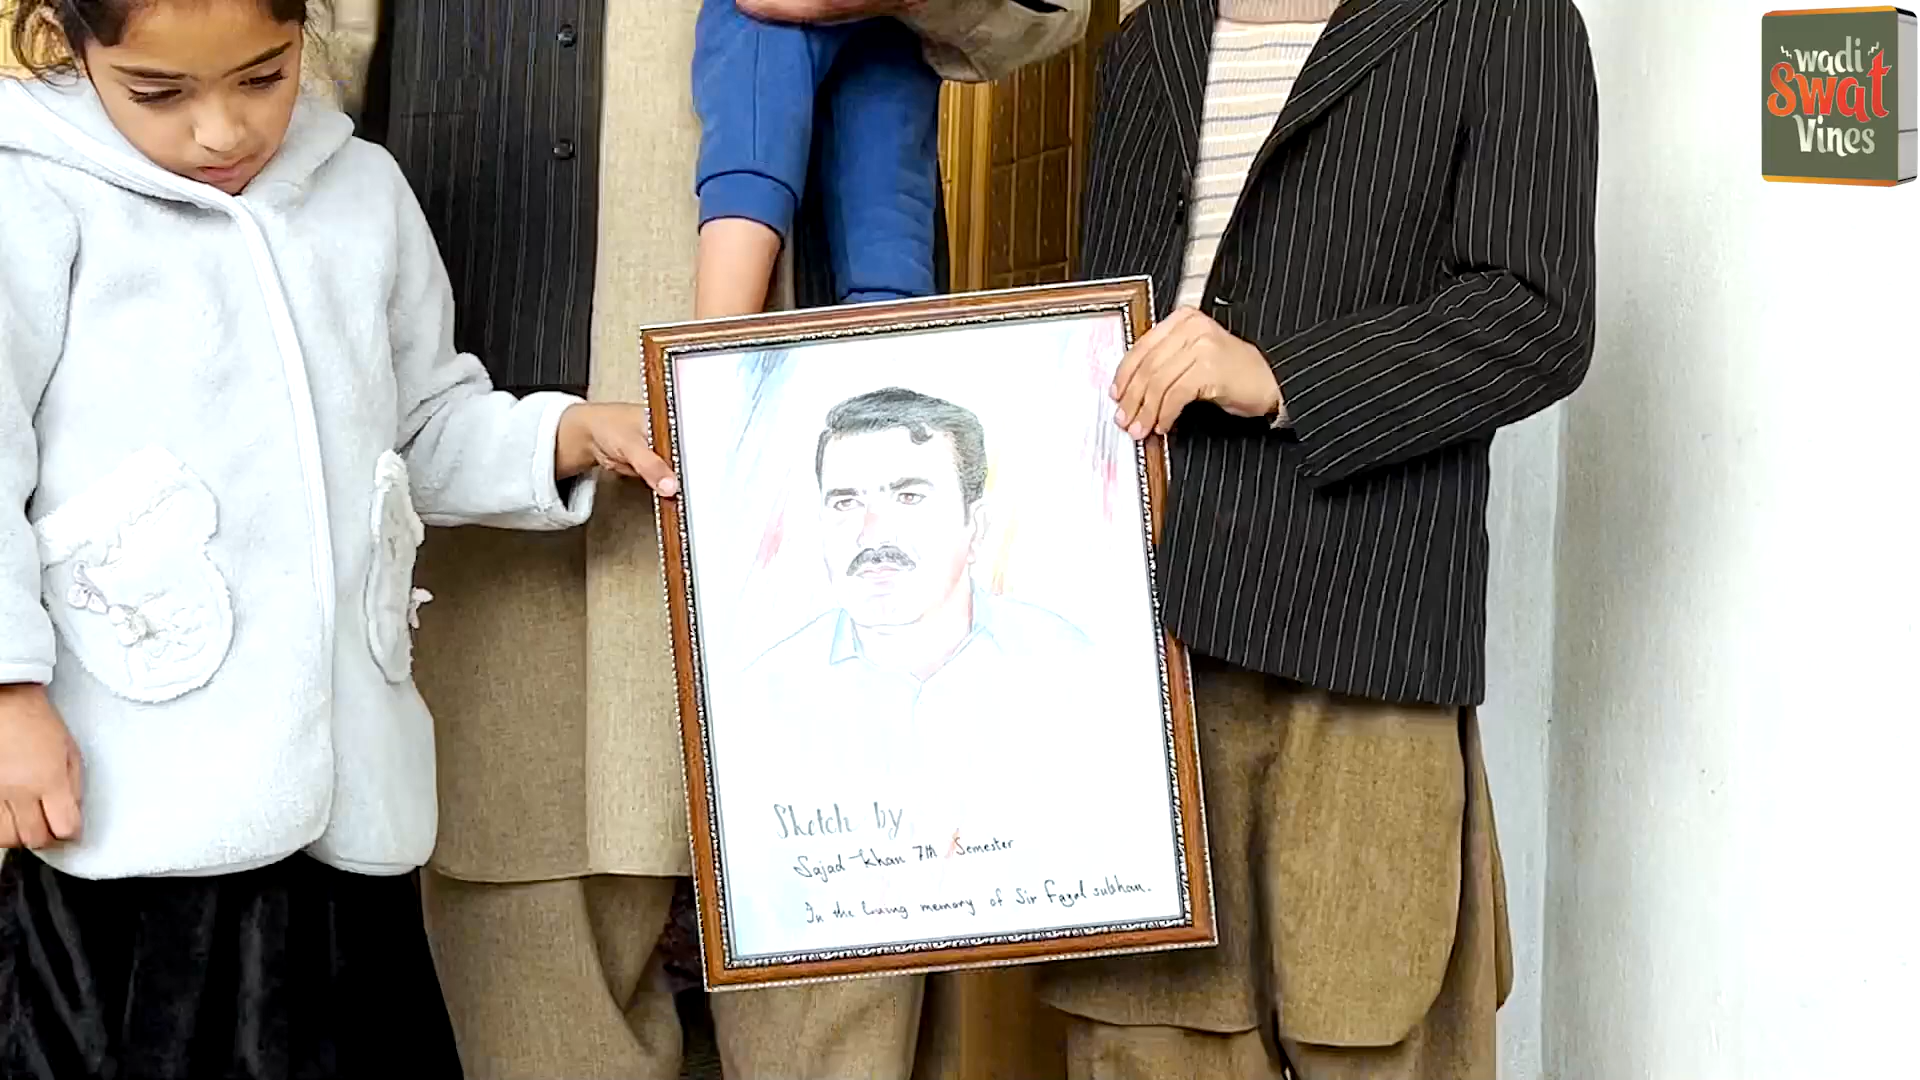 wadi
Swat
Vines
Sketch by
Sajad Khan 7th Semester
In the loving memory of Sir Fazal subhan.